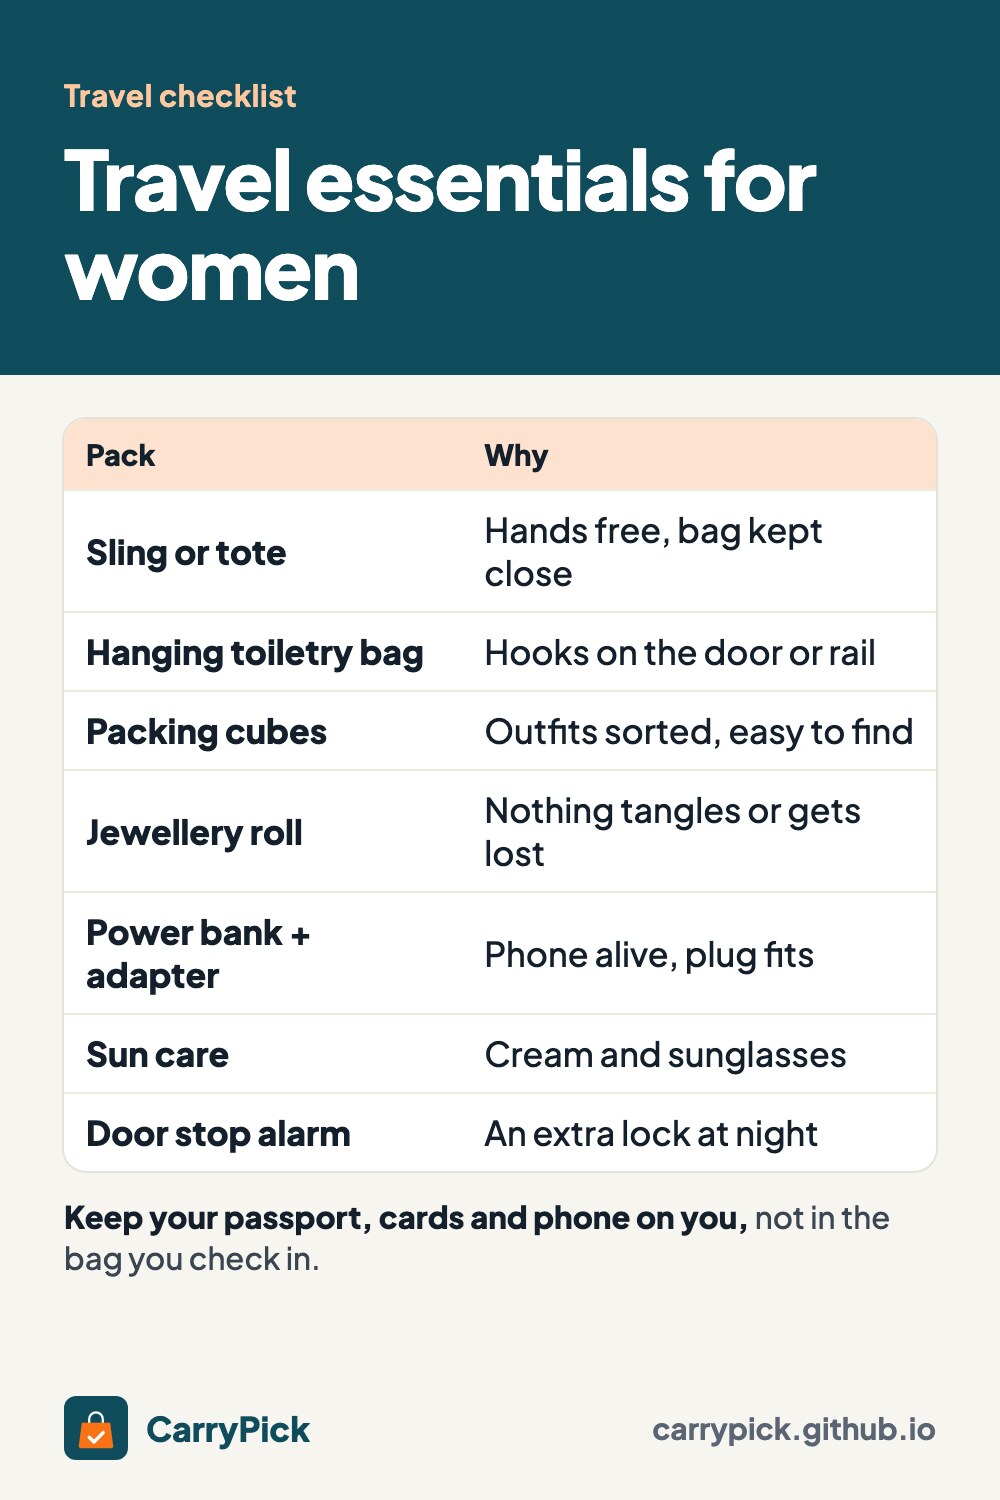 Travel checklist
Travel essentials for
women
Pack Why
Sling or tote Hands free, bag kept
close
Hanging toiletry bag Hooks on the door or rail
Packing cubes Outfits sorted, easy to find
Jewellery roll Nothing tangles or gets
lost
Power bank +
adapter Phone alive, plug fits
Sun care Cream and sunglasses
Door stop alarm An extra lock at night
Keep your passport, cards and phone on you, not in the
bag you check in.
CarryPick carrypick.github.io